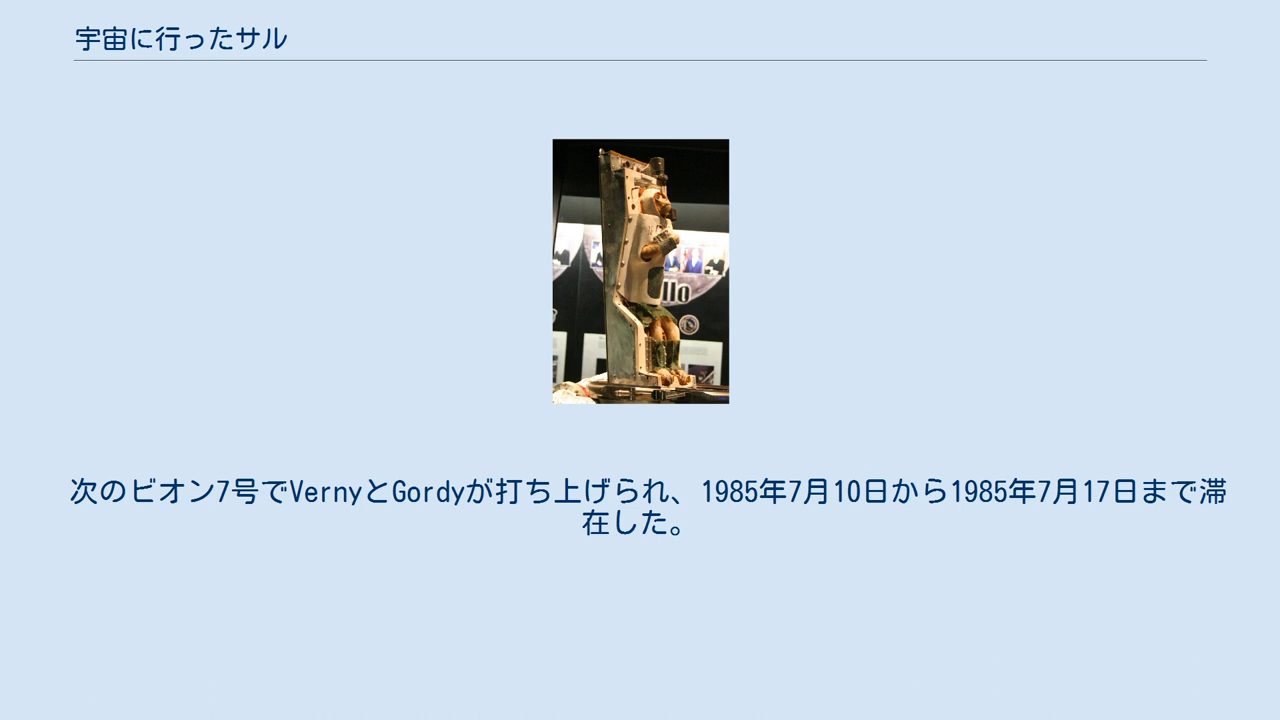 宇宙に行ったサル
llo
次のビオン7号でVernyとGordyが打ち上げられ、1985年7月10日から1985年7月17日まで滞
在した。